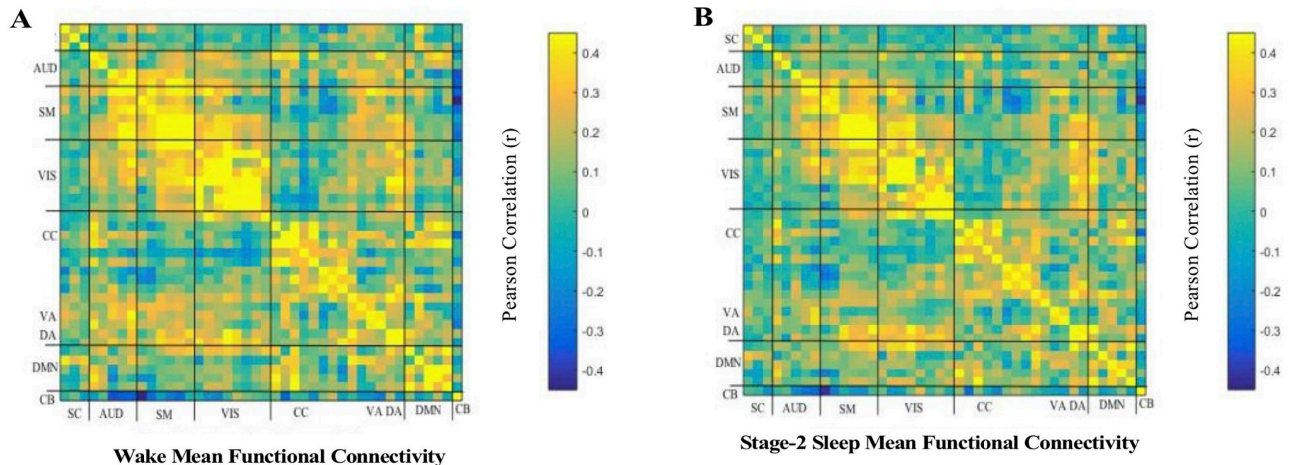 A
B
AUD
SM
VIS
CC
VA
DA
DMN
CB
SC AUD SM VIS CC VA DA DMN CB
0.4
0.3
0.2
0.1
0
-0.1
-0.2
-0.3
-0.4
Pearson Correlation (r)
Wake Mean Functional Connectivity
SC
AUD
SM
VIS
CC
VA
DA
DMN
CB
SC AUD SM VIS CC VA DA DMN CB
0.4
0.3
0.2
0.1
0
-0.1
-0.2
-0.3
-0.4
Pearson Correlation (r)
Stage-2 Sleep Mean Functional Connectivity